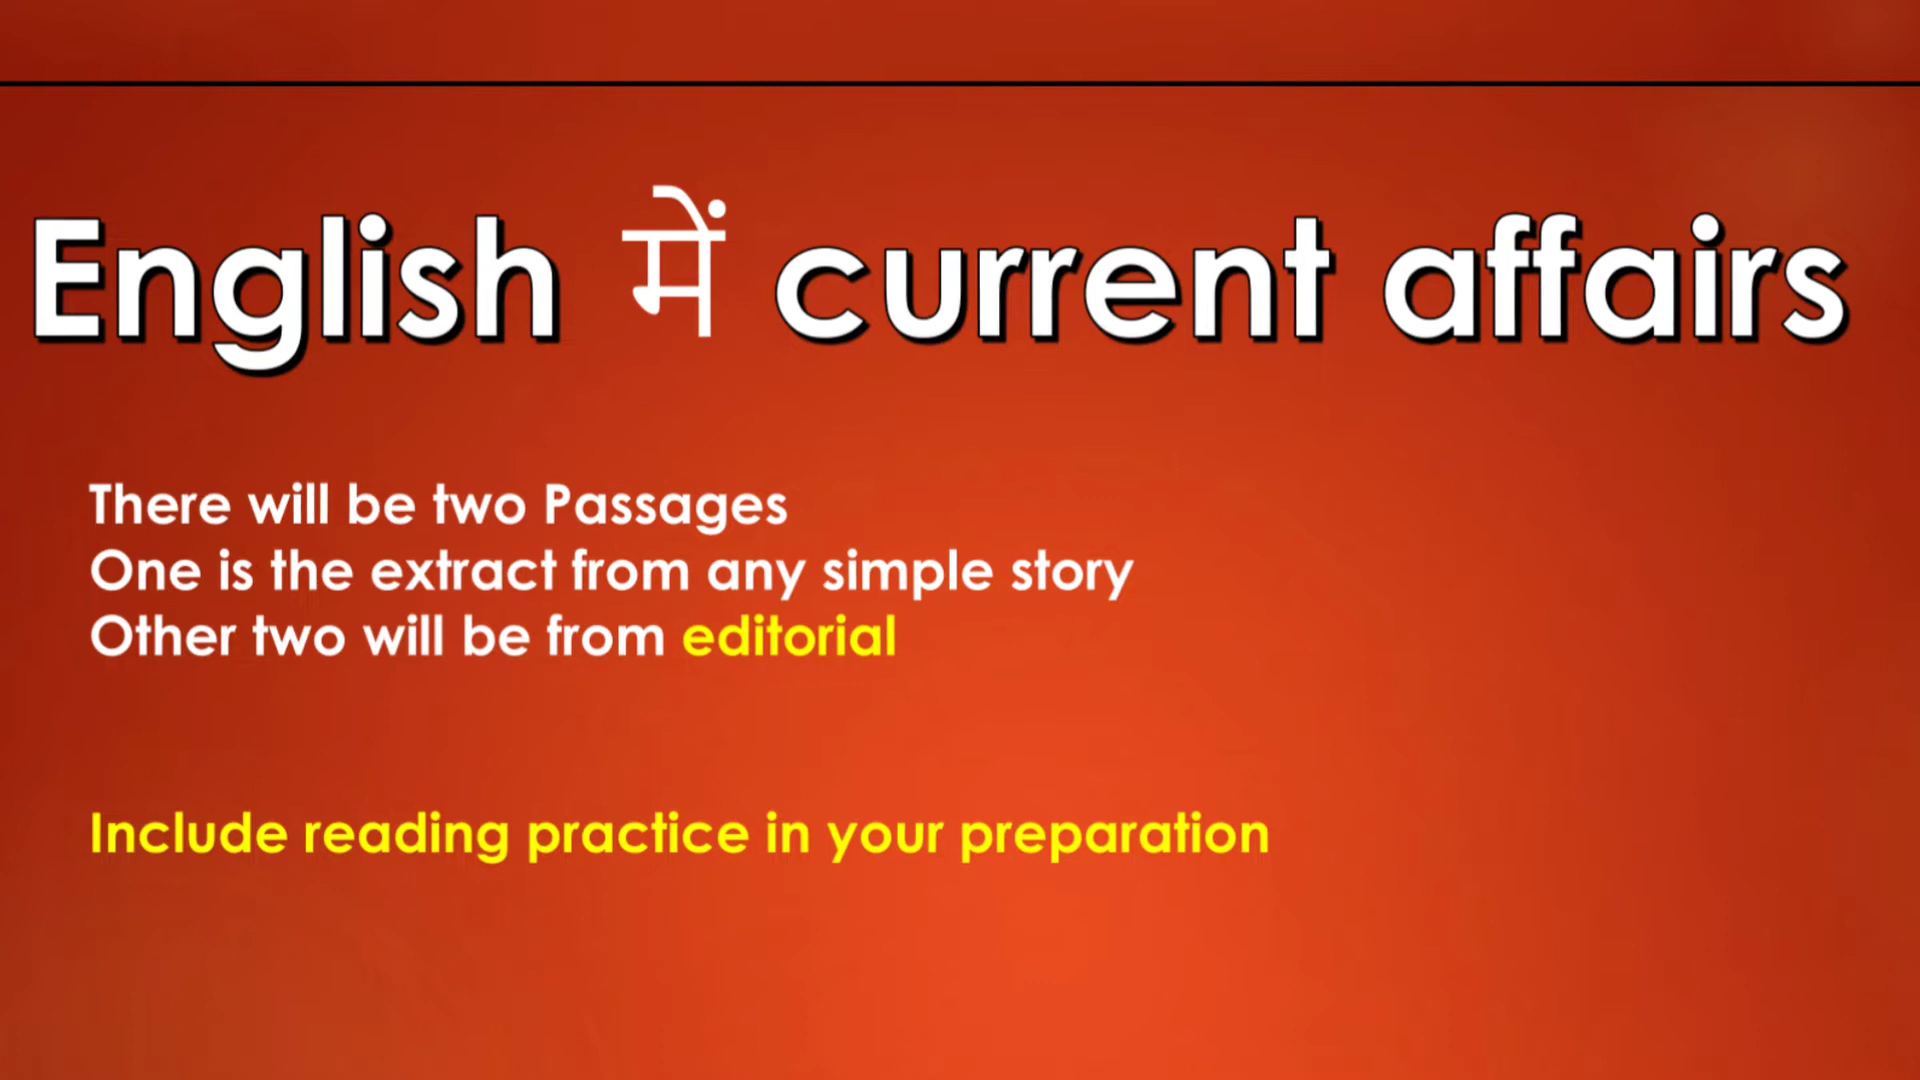 English में current affairs
There will be two Passages
One is the extract from any simple story
Other two will be from editorial
Include reading practice in your preparation